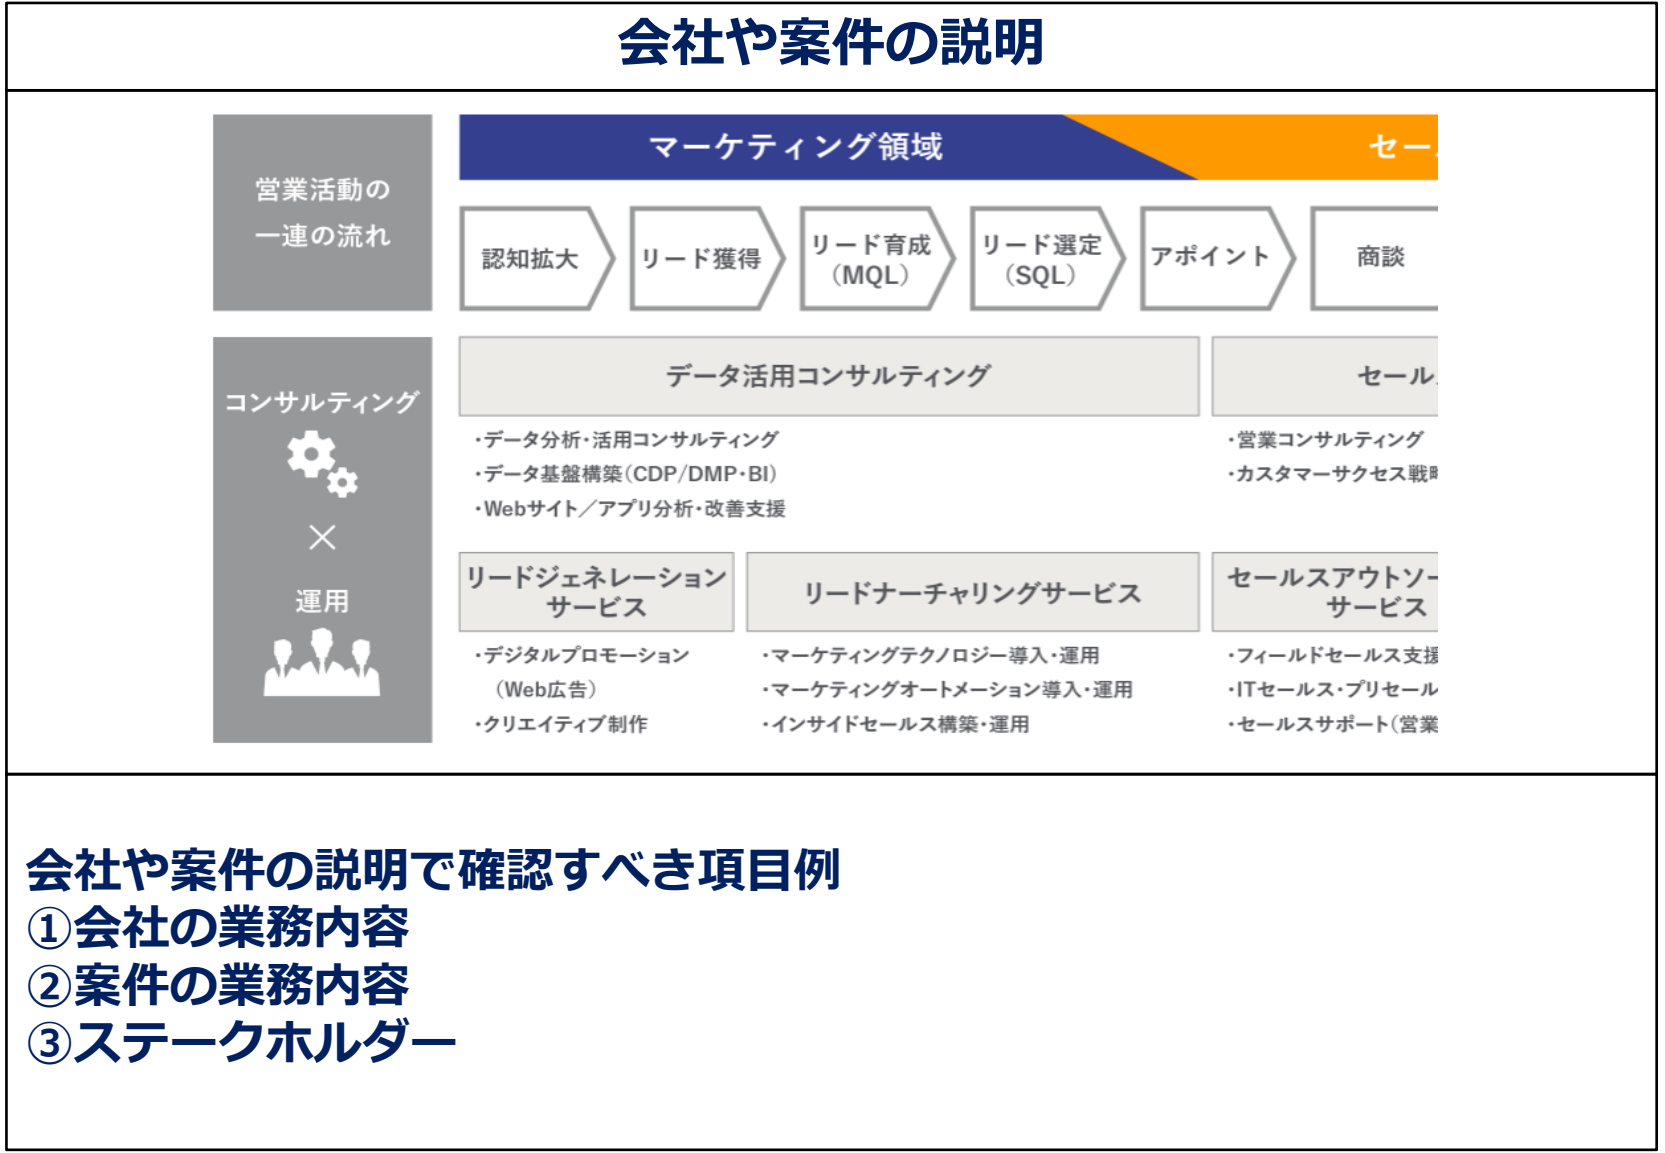 会社や案件の説明
営業活動の
一連の流れ
マーケティング領域
セー
認知拡大
リード獲得
リード育成
（MQL）
リード選定
（SQL）
アポイント
商談
コンサルティング
×
運用
データ活用コンサルティング
・データ分析・活用コンサルティング
・データ基盤構築（CDP/DMP・BI）
・Webサイト／アプリ分析・改善支援
セール
・営業コンサルティング
・カスタマーサクセス戦
リードジェネレーション
サービス
・デジタルプロモーション
（Web広告）
・クリエイティブ制作
リードナーチャリングサービス
・マーケティングテクノロジー導入・運用
・マーケティングオートメーション導入・運用
・インサイドセールス構築・運用
セールスアウトソー
サービス
・フィールドセールス支援
・ITセールス・プリセール
・セールスサポート（営業
会社や案件の説明で確認すべき項目例
①会社の業務内容
②案件の業務内容
③ステークホルダー